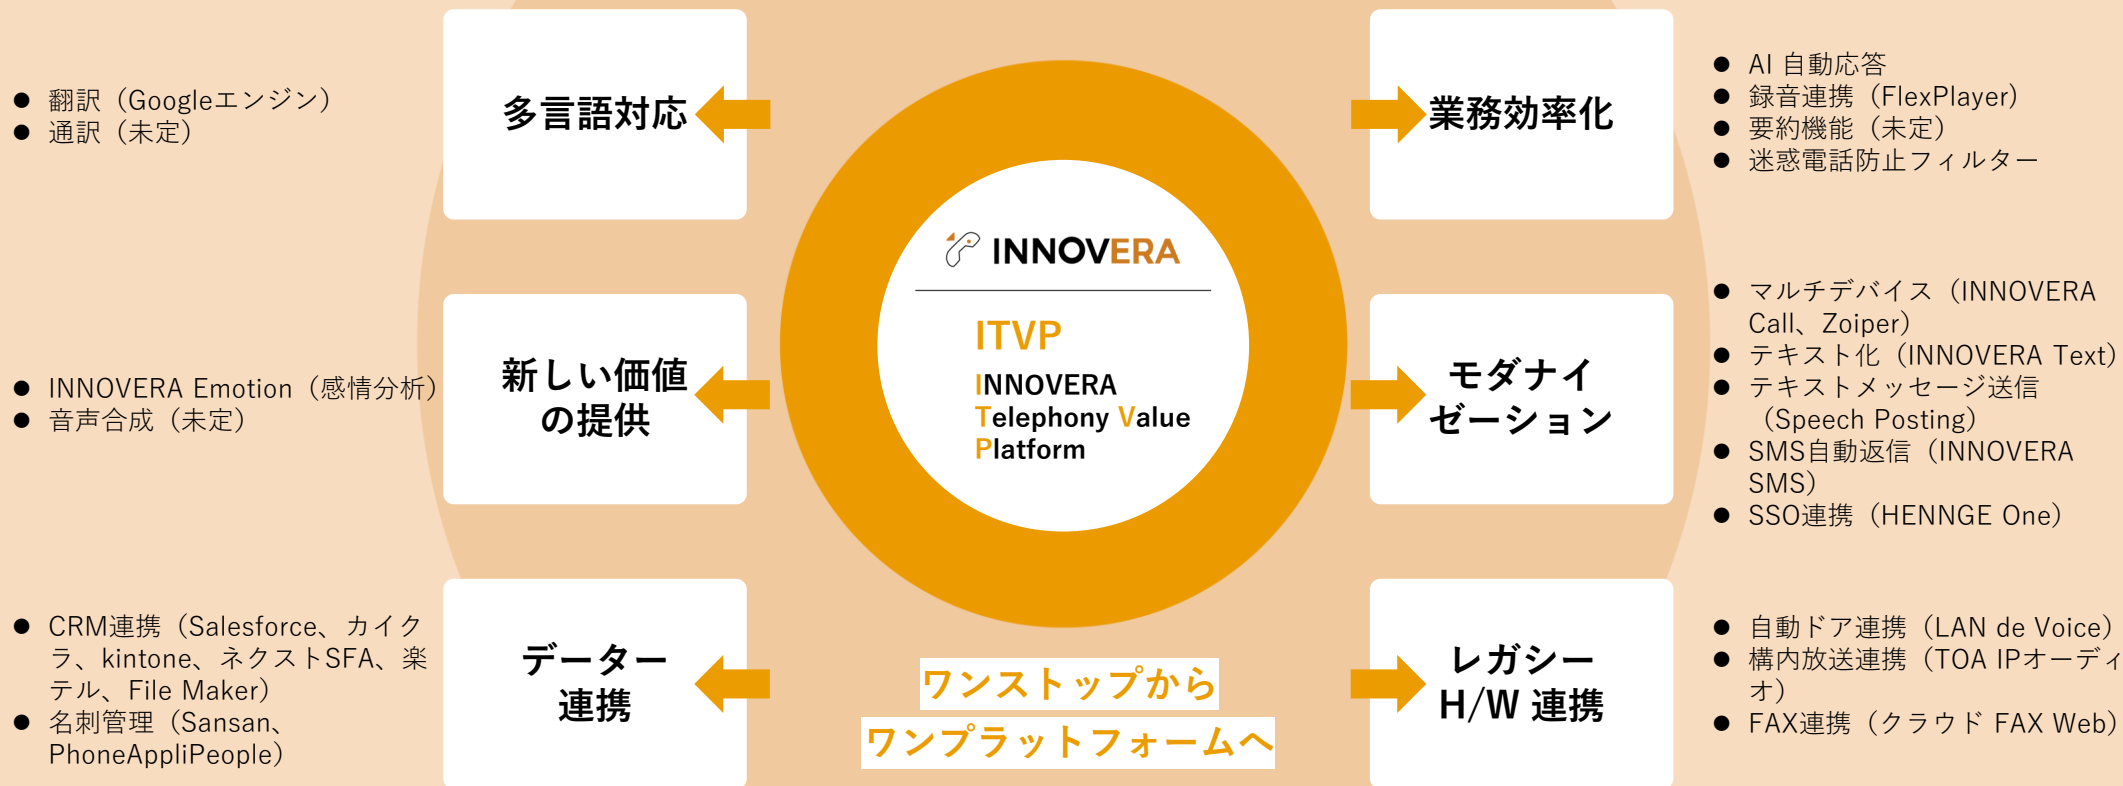 ● 翻訳（Googleエンジン）
● 通訳（未定）
多言語対応
● INNOVERA Emotion（感情分析）
● 音声合成（未定）
新しい価値
の提供
● CRM連携（Salesforce、カイク
ラ、kintone、ネクストSFA、楽
テル、File Maker）
● 名刺管理（Sansan、
PhoneAppliPeople）
データー
連携
INNOVERA
ITVP
INNOVERA
Telephony Value
Platform
ワンストップから
ワンプラットフォームへ
業務効率化
● AI 自動応答
● 録音連携（FlexPlayer）
● 要約機能（未定）
● 迷惑電話防止フィルター
モダナイ
ゼーション
● マルチデバイス（INNOVERA
Call、Zoiper）
● テキスト化（INNOVERA Text）
● テキストメッセージ送信
（Speech Posting）
● SMS自動返信（INNOVERA
SMS）
● SSO連携（HENNGE One）
レガシー
H/W 連携
● 自動ドア連携（LAN de Voice）
● 構内放送連携（TOA IPオーディ
オ）
● FAX連携（クラウド FAX Web）